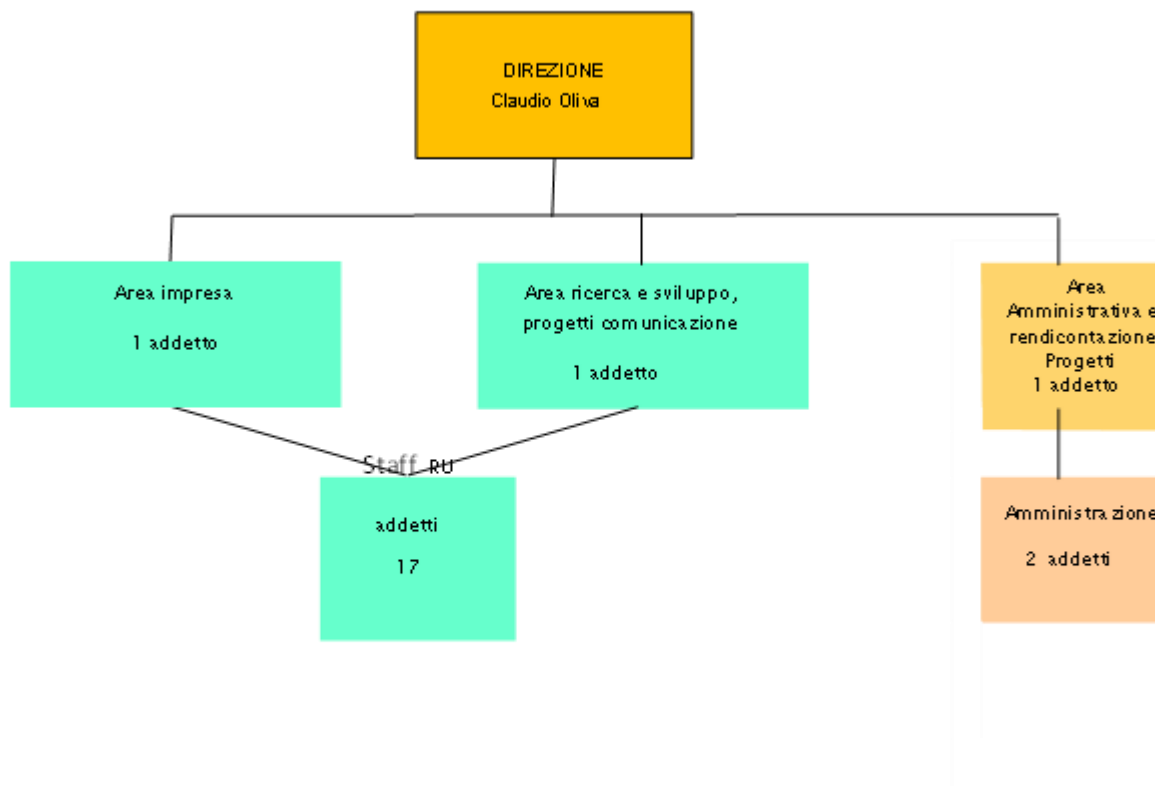 DIREZIONE
Claudio Oliva
Area impresa
1 addetto
Area ricerca e sviluppo,
progetti comunicazione
1 addetto
Area
Amministrativa e
rendicontazione
Progetti
1 addetto
Staff RU
addetti
17
Amministrazione
2 addetti